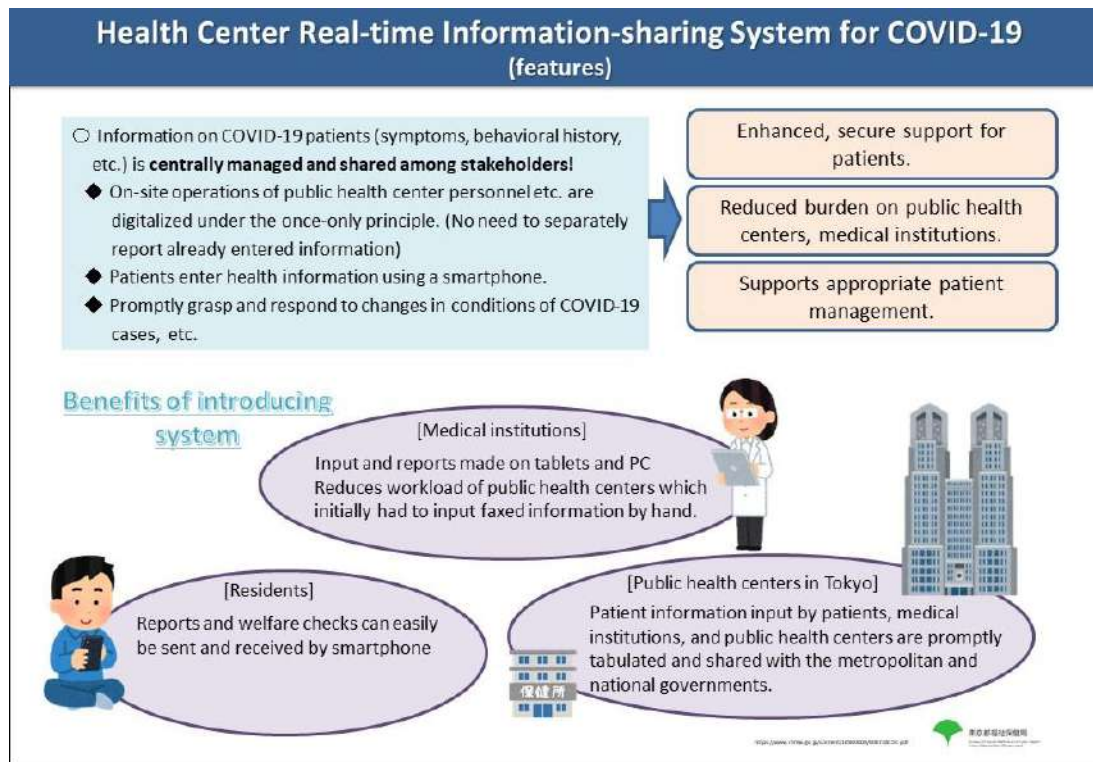 Health Center Real-time Information-sharing System for COVID-19
(features)
○ Information on COVID-19 patients (symptoms, behavioral history,
etc.) is centrally managed and shared among stakeholders!
◆ On-site operations of public health center personnel etc. are
digitalized under the once-only principle. (No need to separately
report already entered information)
◆ Patients enter health information using a smartphone.
◆ Promptly grasp and respond to changes in conditions of COVID-19
cases, etc.
Enhanced, secure support for
patients.
Reduced burden on public health
centers, medical institutions.
Supports appropriate patient
management.
Benefits of introducing
system
[Medical institutions]
Input and reports made on tablets and PC
Reduces workload of public health centers which
initially had to input faxed information by hand.
[Residents]
Reports and welfare checks can easily
be sent and received by smartphone
[Public health centers in Tokyo]
Patient information input by patients, medical
institutions, and public health centers are promptly
tabulated and shared with the metropolitan and
national governments.
保健所
東京都福祉保健局